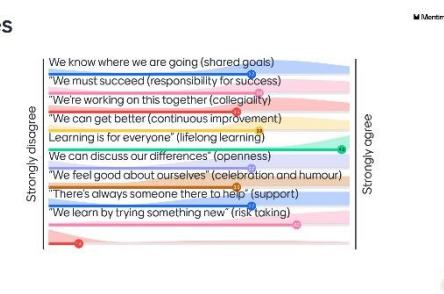 es
Mentim
We know where we are going (shared goals)
"We must succeed (responsibility for success)
"We're working on this together (collegiality)
"We can get better (continuous improvement)
Learning is for everyone" (lifelong learning)
We can discuss our differences" (openness)
"We feel good about ourselves" (celebration and humour)
"There's always someone there to help" (support)
"We learn by trying something new" (risk taking)
Strongly disagree
Strongly agree